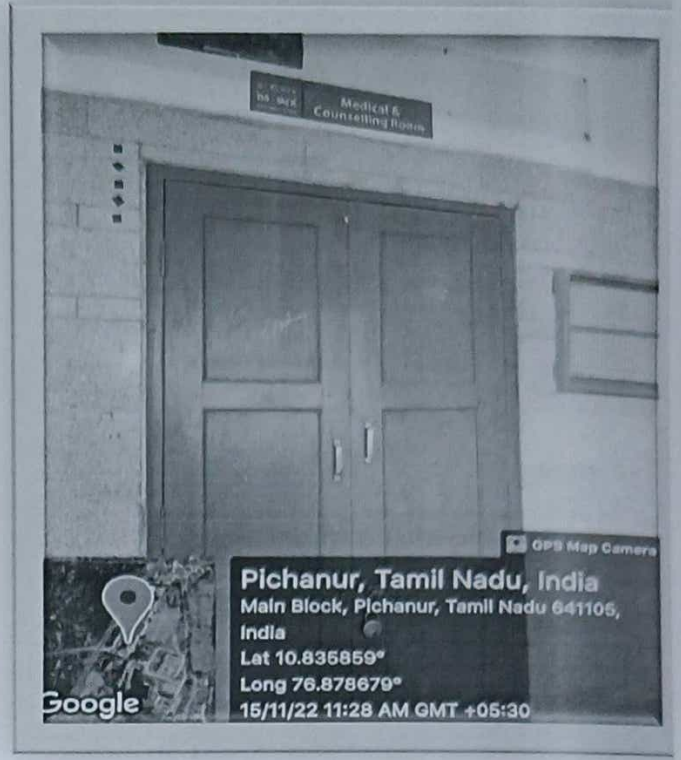 Medical &
Counselling Room
GPS Map Camera
Pichanur, Tamil Nadu, India
Main Block, Pichanur, Tamil Nadu 641105,
India
Lat 10.835859°
Long 76.878679°
15/11/22 11:28 AM GMT +05:30
Google